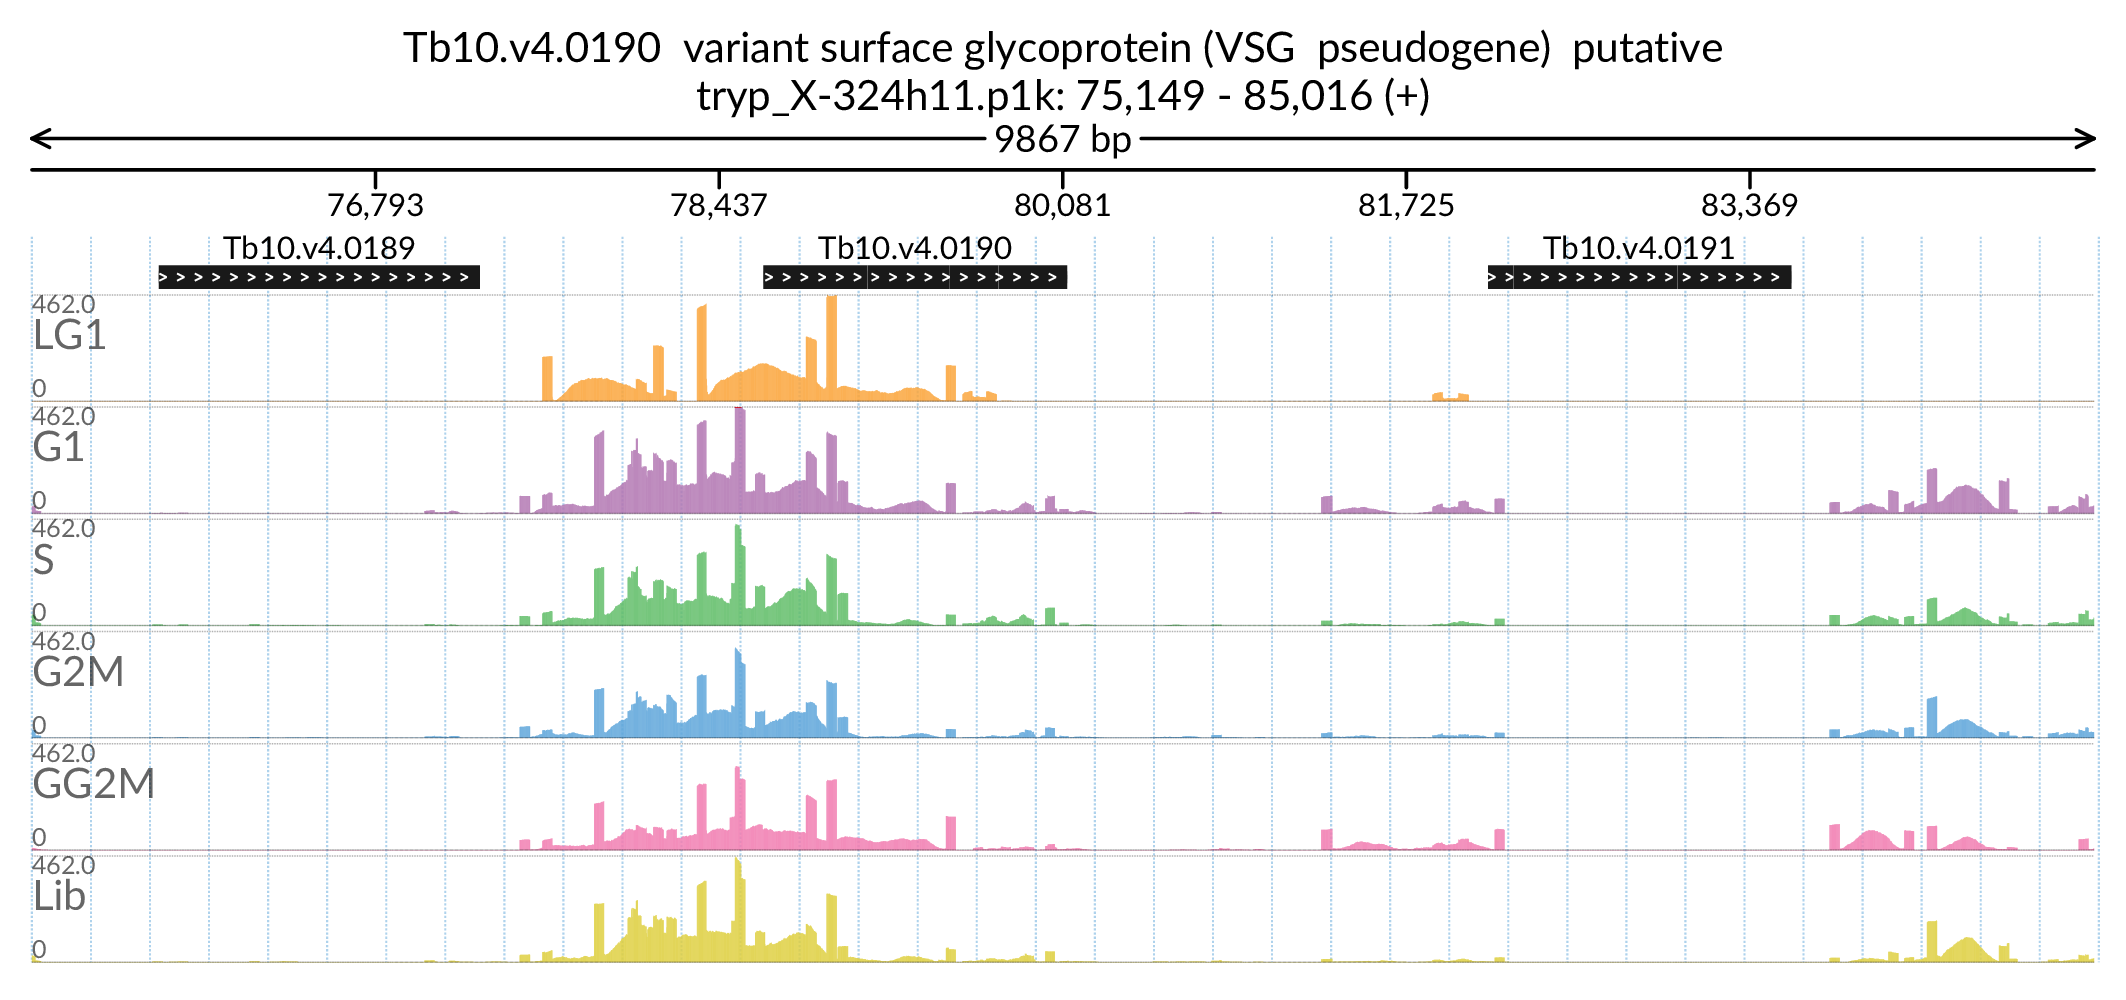 Tb10.v4.0190 variant surface glycoprotein (VSG pseudogene) putative
tryp_X-324h11.p1k: 75,149 - 85,016 (+)
9867 bp
76,793 78,437 80,081 81,725 83,369
Tb10.v4.0189 Tb10.v4.0190 Tb10.v4.0191
462.0
LG1
0
462.0
G1
0
462.0
S
0
462.0
G2M
0
462.0
GG2M
0
462.0
Lib
0